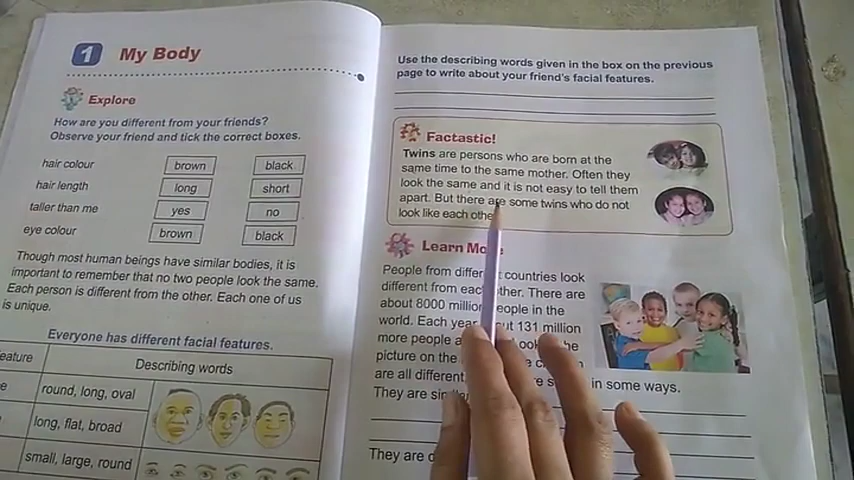 1 My Body
Explore
How are you different from your friends?
Observe your friend and tick the correct boxes.
hair colour brown black
hair length long short
taller than me yes no
eye colour brown black
Though most human beings have similar bodies, it is
important to remember that no two people look the same.
Each person is different from the other. Each one of us
is unique.
Everyone has different facial features.
Describing words
round, long, oval
long, flat, broad
small, large, round
Use the describing words given in the box on the previous
page to write about your friend's facial features.
Factastic!
Twins are persons who are born at the
same time to the same mother. Often they
look the same and it is not easy to tell them
apart. But there are some twins who do not
look like each other
Learn More
People from different countries look
different from each other. There are
about 8000 million people in the
world. Each year 131 million
more people
picture on the
are all different in some ways.
They are
They are